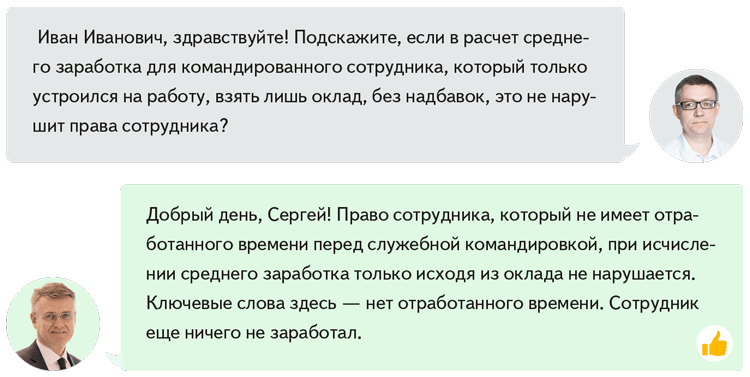 Иван Иванович, здравствуйте! Подскажите, если в расчет средне-
го заработка для командированного сотрудника, который только
устроился на работу, взять лишь оклад, без надбавок, это не нару-
шит права сотрудника?
Добрый день, Сергей! Право сотрудника, который не имеет отра-
ботанного времени перед служебной командировкой, при исчисле-
нии среднего заработка только исходя из оклада не нарушается.
Ключевые слова здесь — нет отработанного времени. Сотрудник
еще ничего не заработал.